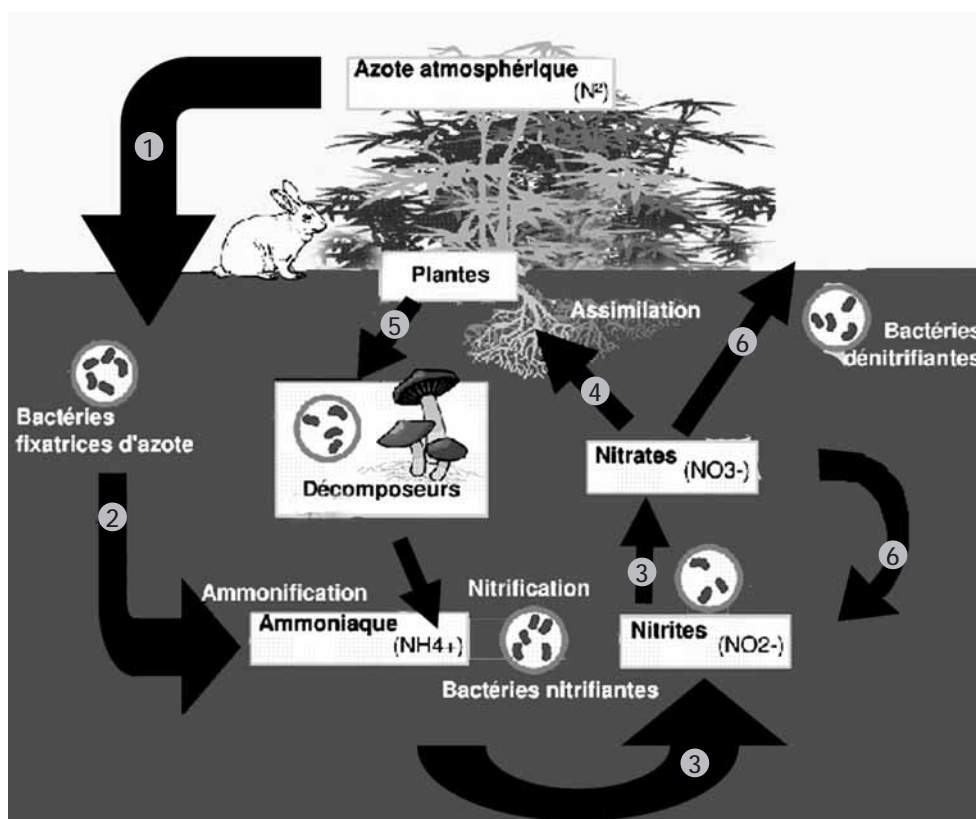 Azote atmosphérique
(N²)
1
Plantes
5
Assimilation
6
Bactéries
dénitrifiantes
4
Bactéries
fixatrices d'azote
Décomposeurs
Nitrates (NO3-)
2
3
6
Ammonification
Nitrification
Ammoniaque
(NH4+)
Nitrites
(NO2-)
Bactéries nitrifiantes
3